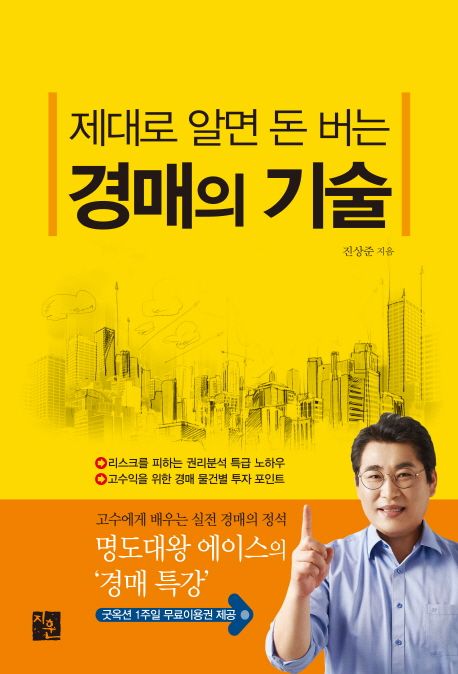 제대로 알면 돈 버는
경매의 기술
진상준 지음
리스크를 피하는 권리분석 특급 노하우
고수익을 위한 경매 물건별 투자 포인트
고수에게 배우는 실전 경매의 정석
명도대왕 에이스의
‘경매 특강’
굿옥션 1주일 무료이용권 제공
지훈